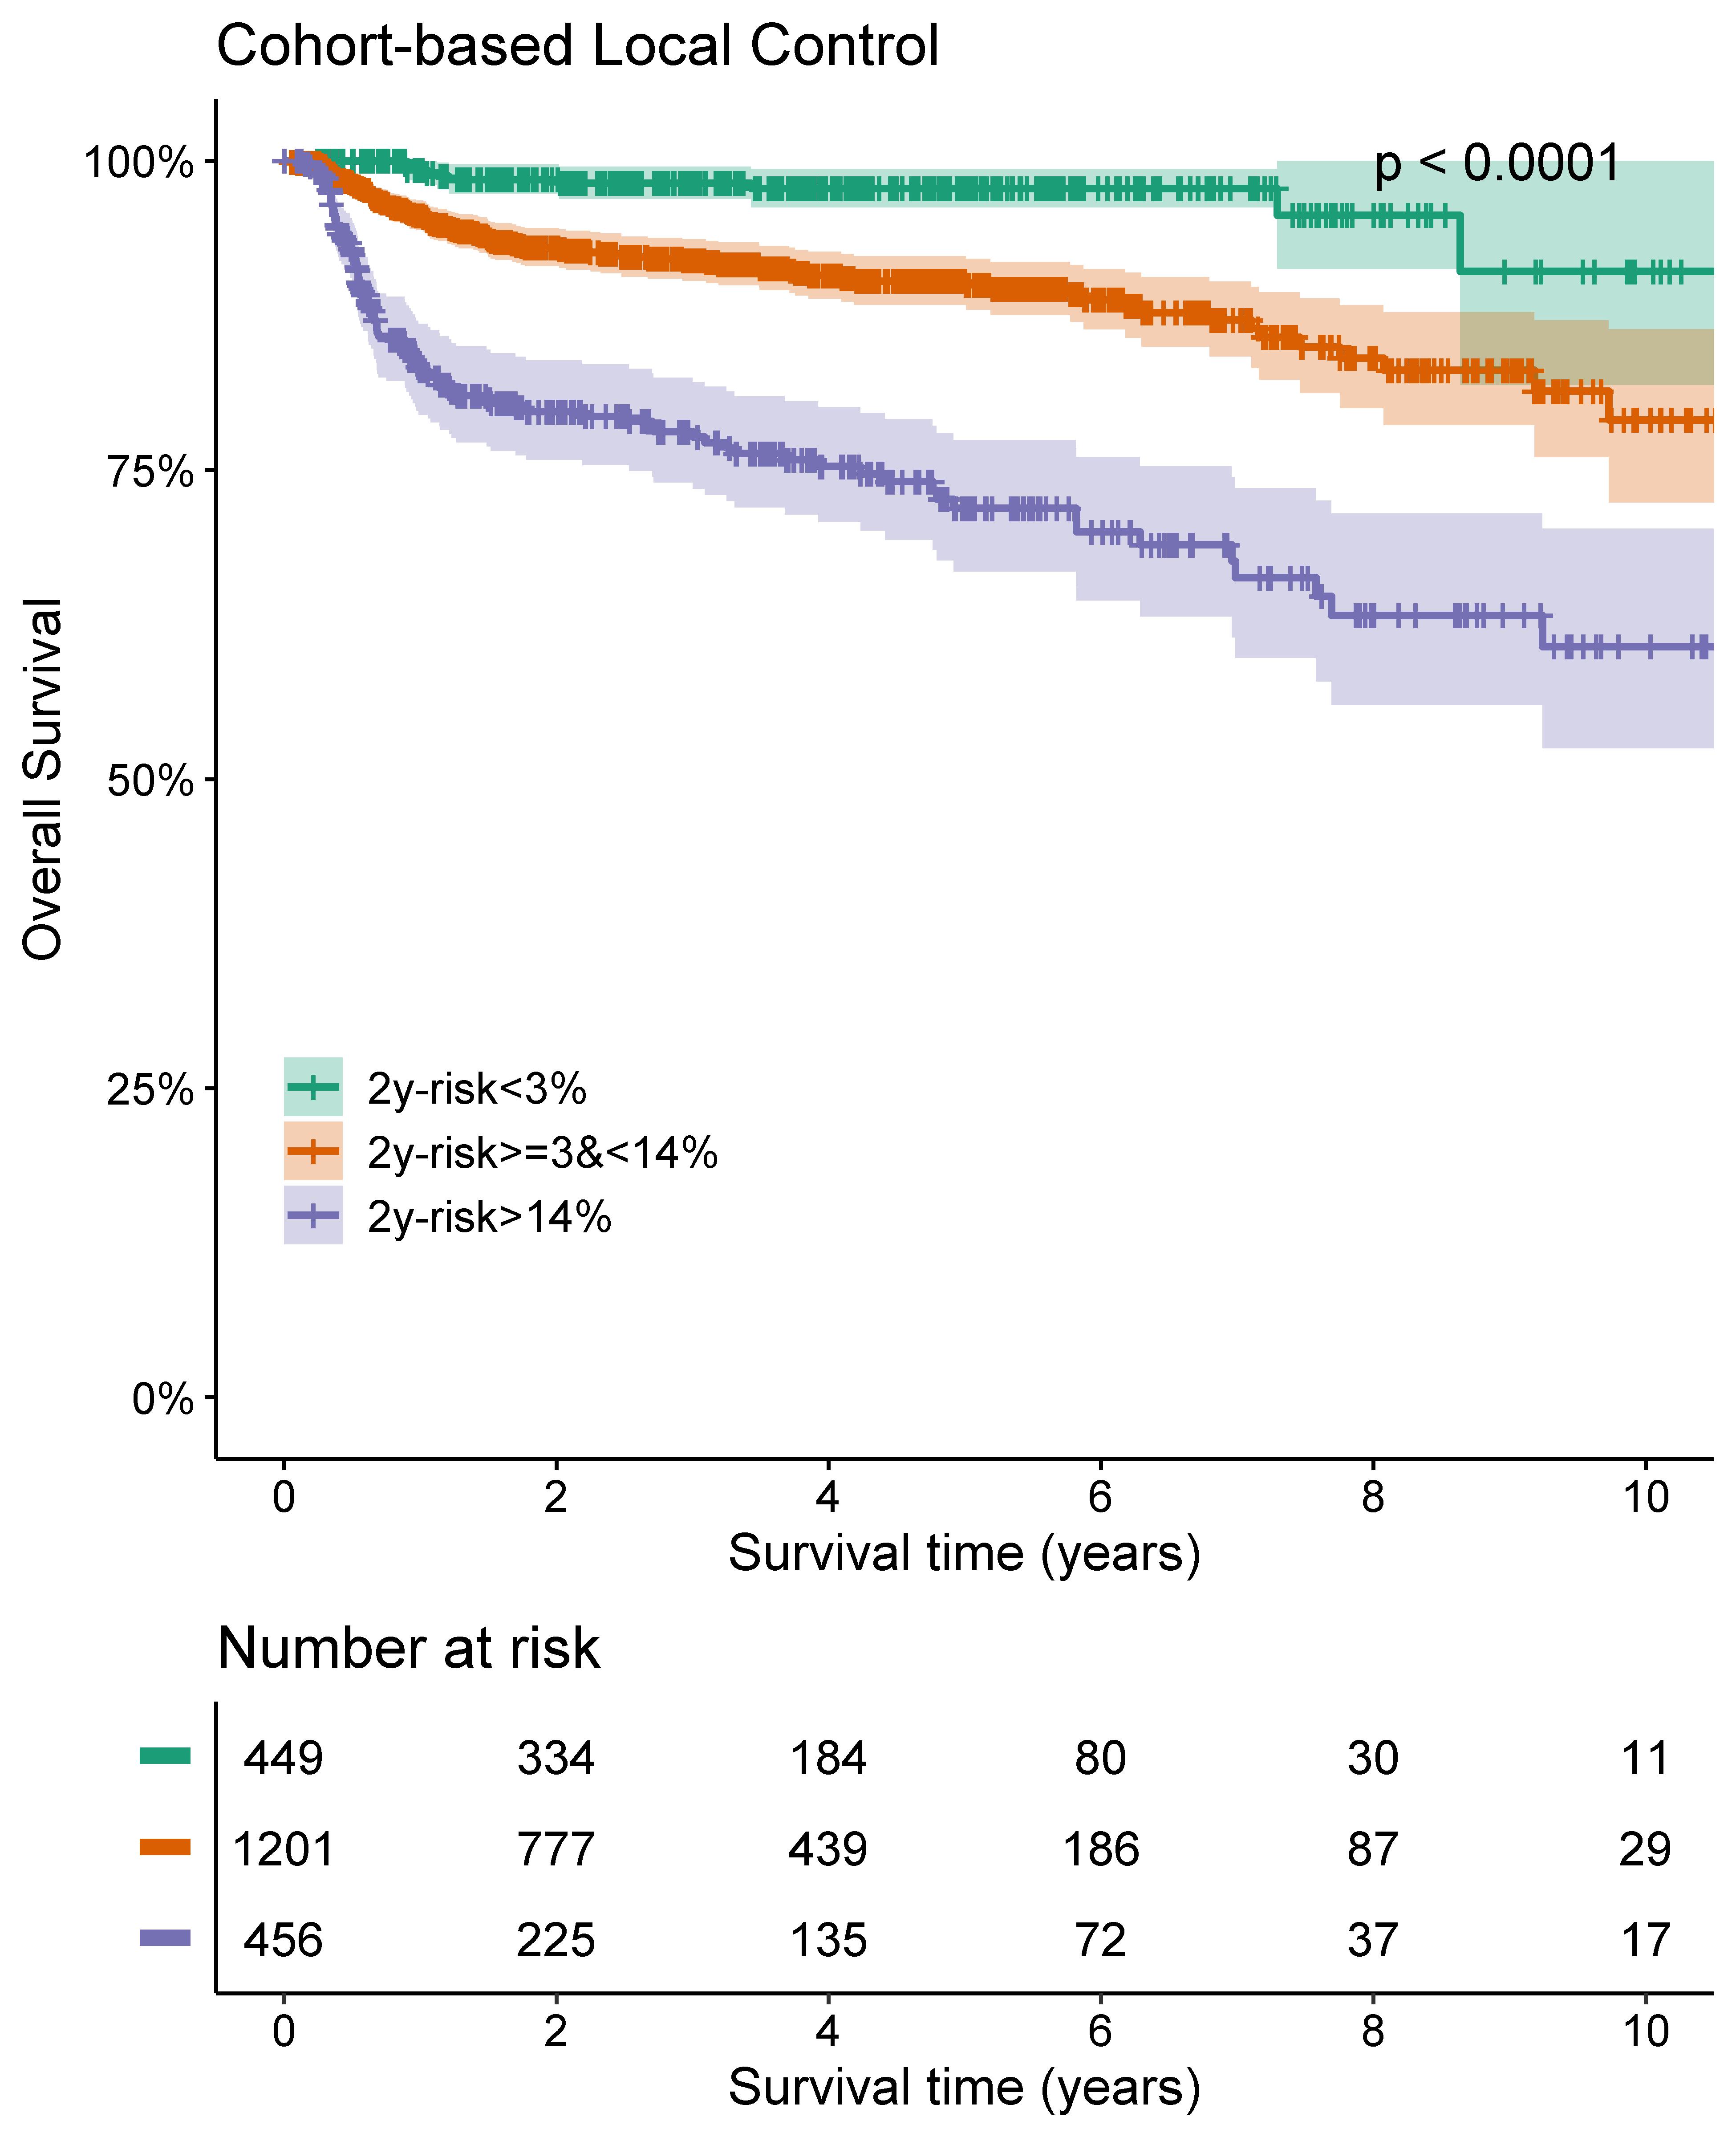 Cohort-based Local Control
Overall Survival
100%
75%
50%
25%
0%
p < 0.0001
2y-risk<3%
2y-risk>=3&<14%
2y-risk>14%
0 2 4 6 8 10
Survival time (years)
Number at risk
449 334 184 80 30 11
1201 777 439 186 87 29
456 225 135 72 37 17
0 2 4 6 8 10
Survival time (years)